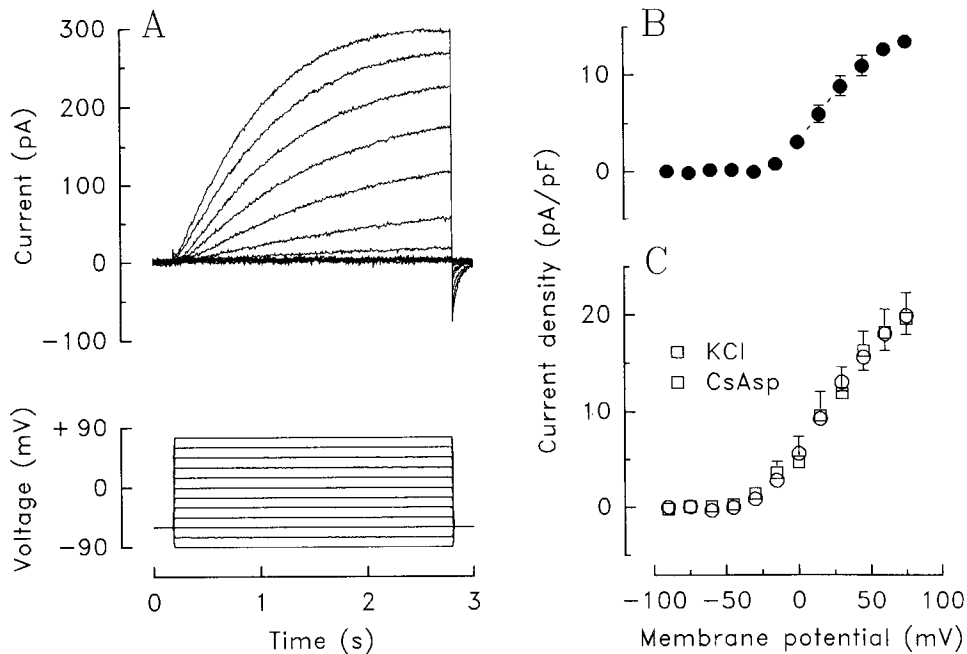 A
Current (pA)
300
200
100
0
−100
Voltage (mV)
+90
0
−90
0 1 2 3
Time (s)
B
Current density (pA/pF)
10
0
C
20
10
0
KCl
CsAsp
−100 −50 0 50 100
Membrane potential (mV)